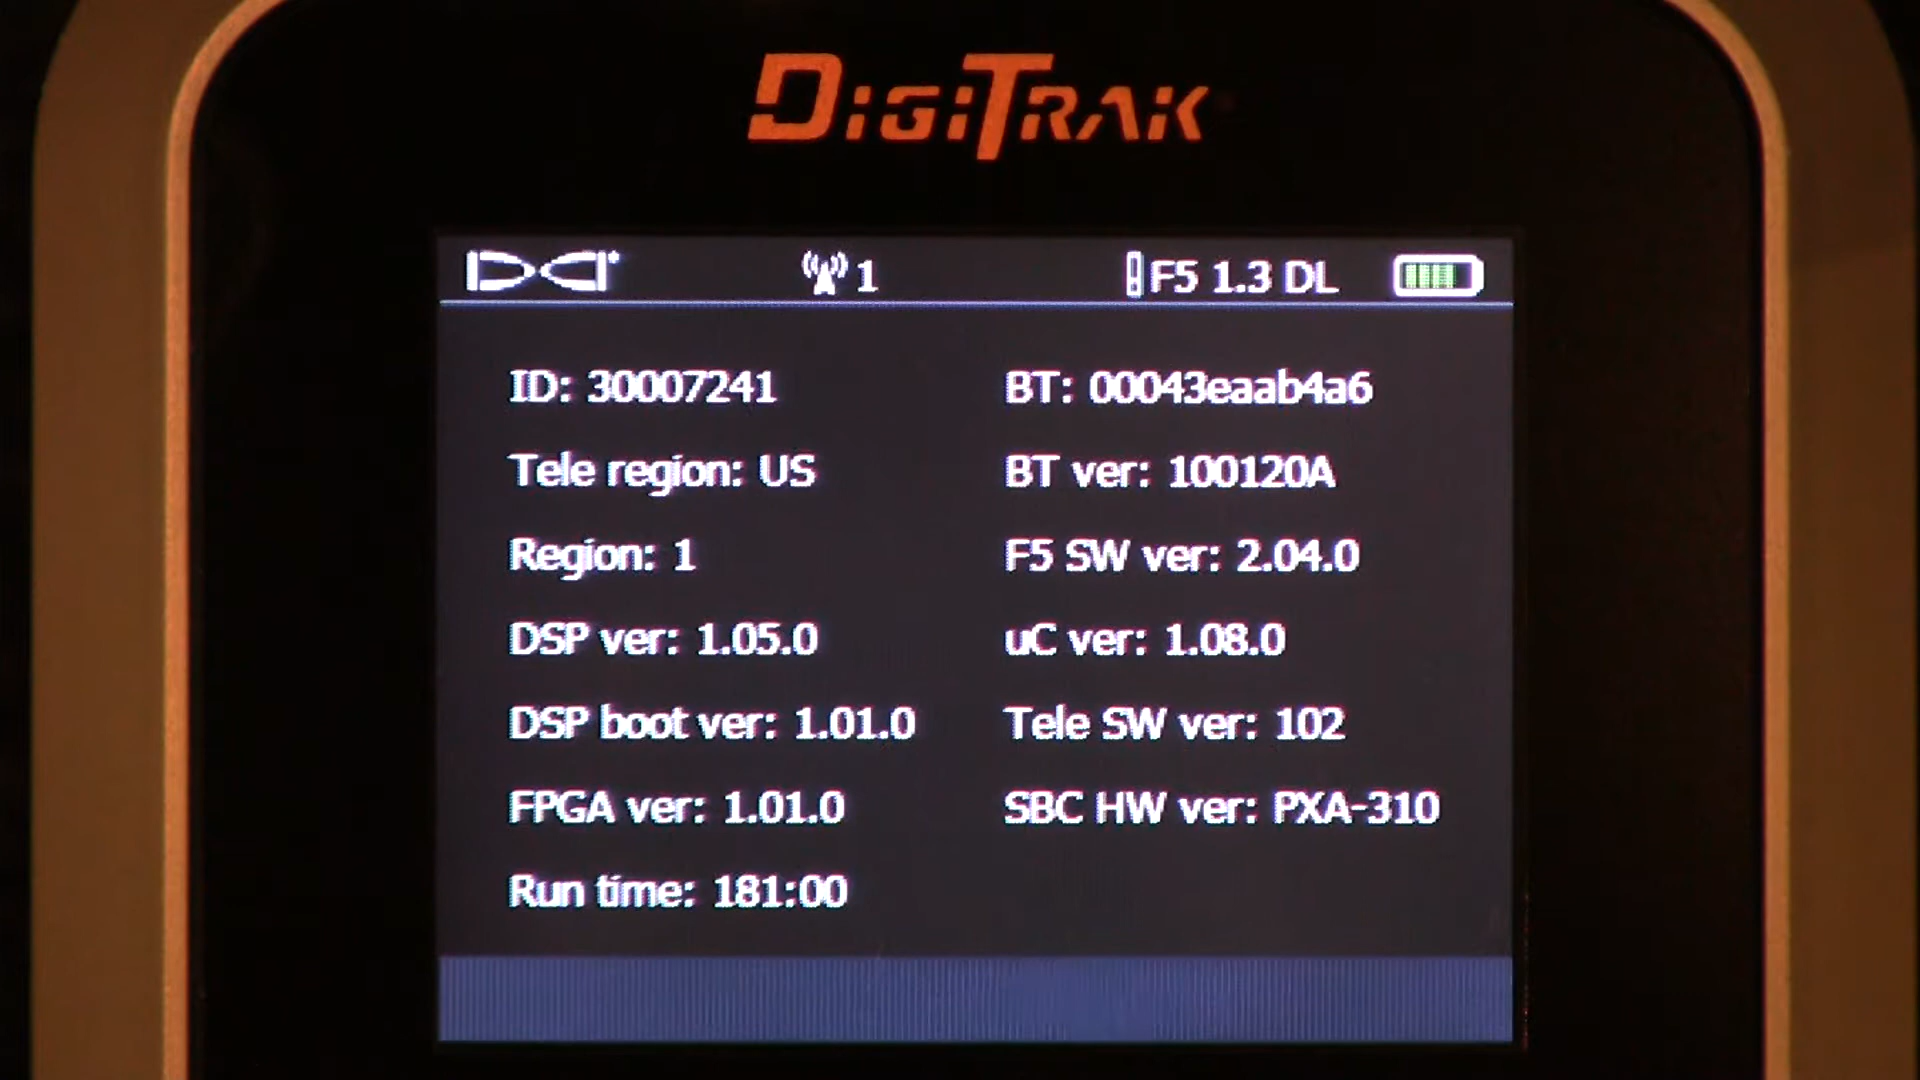 DIGITRAK
DCI
1 F5 1.3 DL
ID: 30007241 BT: 00043eaab4a6
Tele region: US BT ver: 100120A
Region: 1 F5 SW ver: 2.04.0
DSP ver: 1.05.0 uC ver: 1.08.0
DSP boot ver: 1.01.0 Tele SW ver: 102
FPGA ver: 1.01.0 SBC HW ver: PXA-310
Run time: 181:00